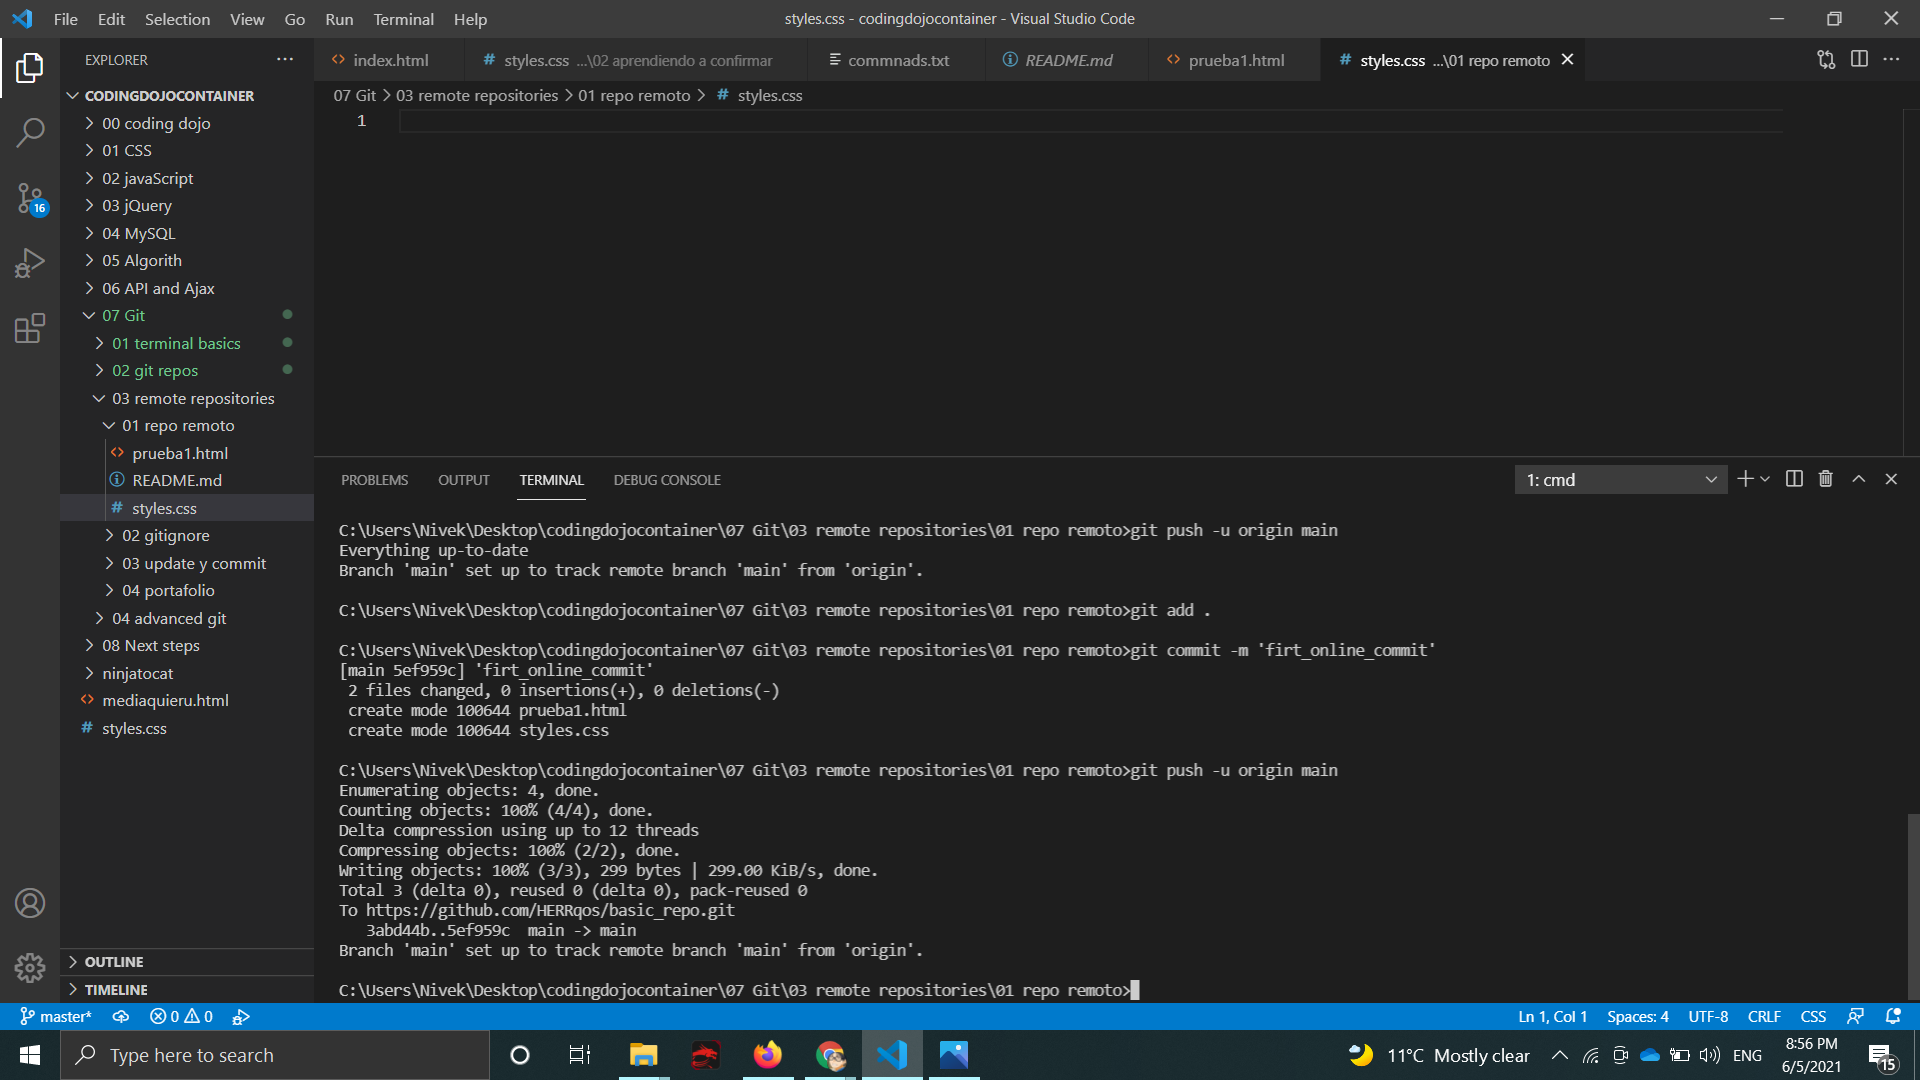 File Edit Selection View Go Run Terminal Help
styles.css - codingdojocontainer - Visual Studio Code
EXPLORER
index.html
styles.css ...\02 aprendiendo a confirmar
commnads.txt
README.md
prueba1.html
styles.css ...\01 repo remoto
07 Git > 03 remote repositories > 01 repo remoto > # styles.css
1
CODINGDOJOCONTAINER
00 coding dojo
01 CSS
02 javaScript
03 jQuery
04 MySQL
05 Algorith
06 API and Ajax
07 Git
01 terminal basics
02 git repos
03 remote repositories
01 repo remoto
prueba1.html
README.md
styles.css
02 gitignore
03 update y commit
04 portafolio
04 advanced git
08 Next steps
ninjatocat
mediaquieru.html
styles.css
OUTLINE
TIMELINE
16
PROBLEMS OUTPUT TERMINAL DEBUG CONSOLE
1: cmd
C:\Users\Nivek\Desktop\codingdojocontainer\07 Git\03 remote repositories\01 repo remoto>git push -u origin main
Everything up-to-date
Branch 'main' set up to track remote branch 'main' from 'origin'.
C:\Users\Nivek\Desktop\codingdojocontainer\07 Git\03 remote repositories\01 repo remoto>git add .
C:\Users\Nivek\Desktop\codingdojocontainer\07 Git\03 remote repositories\01 repo remoto>git commit -m 'firt_online_commit'
[main 5ef959c] 'firt_online_commit'
2 files changed, 0 insertions(+), 0 deletions(-)
create mode 100644 prueba1.html
create mode 100644 styles.css
C:\Users\Nivek\Desktop\codingdojocontainer\07 Git\03 remote repositories\01 repo remoto>git push -u origin main
Enumerating objects: 4, done.
Counting objects: 100% (4/4), done.
Delta compression using up to 12 threads
Compressing objects: 100% (2/2), done.
Writing objects: 100% (3/3), 299 bytes | 299.00 KiB/s, done.
Total 3 (delta 0), reused 0 (delta 0), pack-reused 0
To https://github.com/HERRqos/basic_repo.git
3abd44b..5ef959c  main -> main
Branch 'main' set up to track remote branch 'main' from 'origin'.
C:\Users\Nivek\Desktop\codingdojocontainer\07 Git\03 remote repositories\01 repo remoto>
master* 0 0
Ln 1, Col 1 Spaces: 4 UTF-8 CRLF CSS
Type here to search
11°C Mostly clear
ENG
8:56 PM
6/5/2021
15